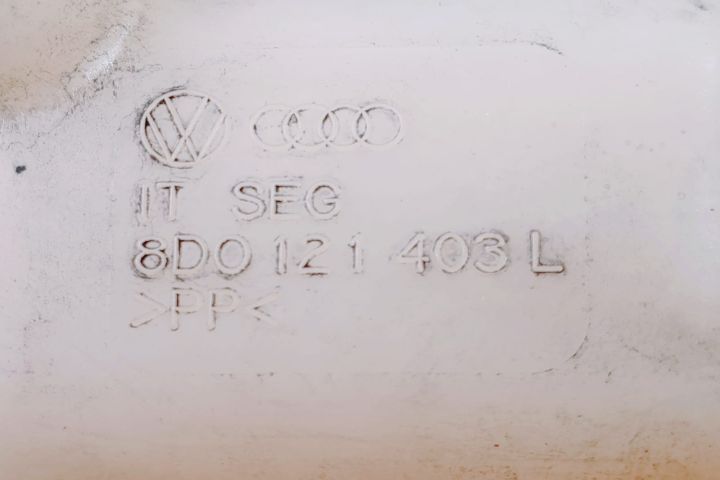 IT SEG
8D0 121 403 L
>PP<